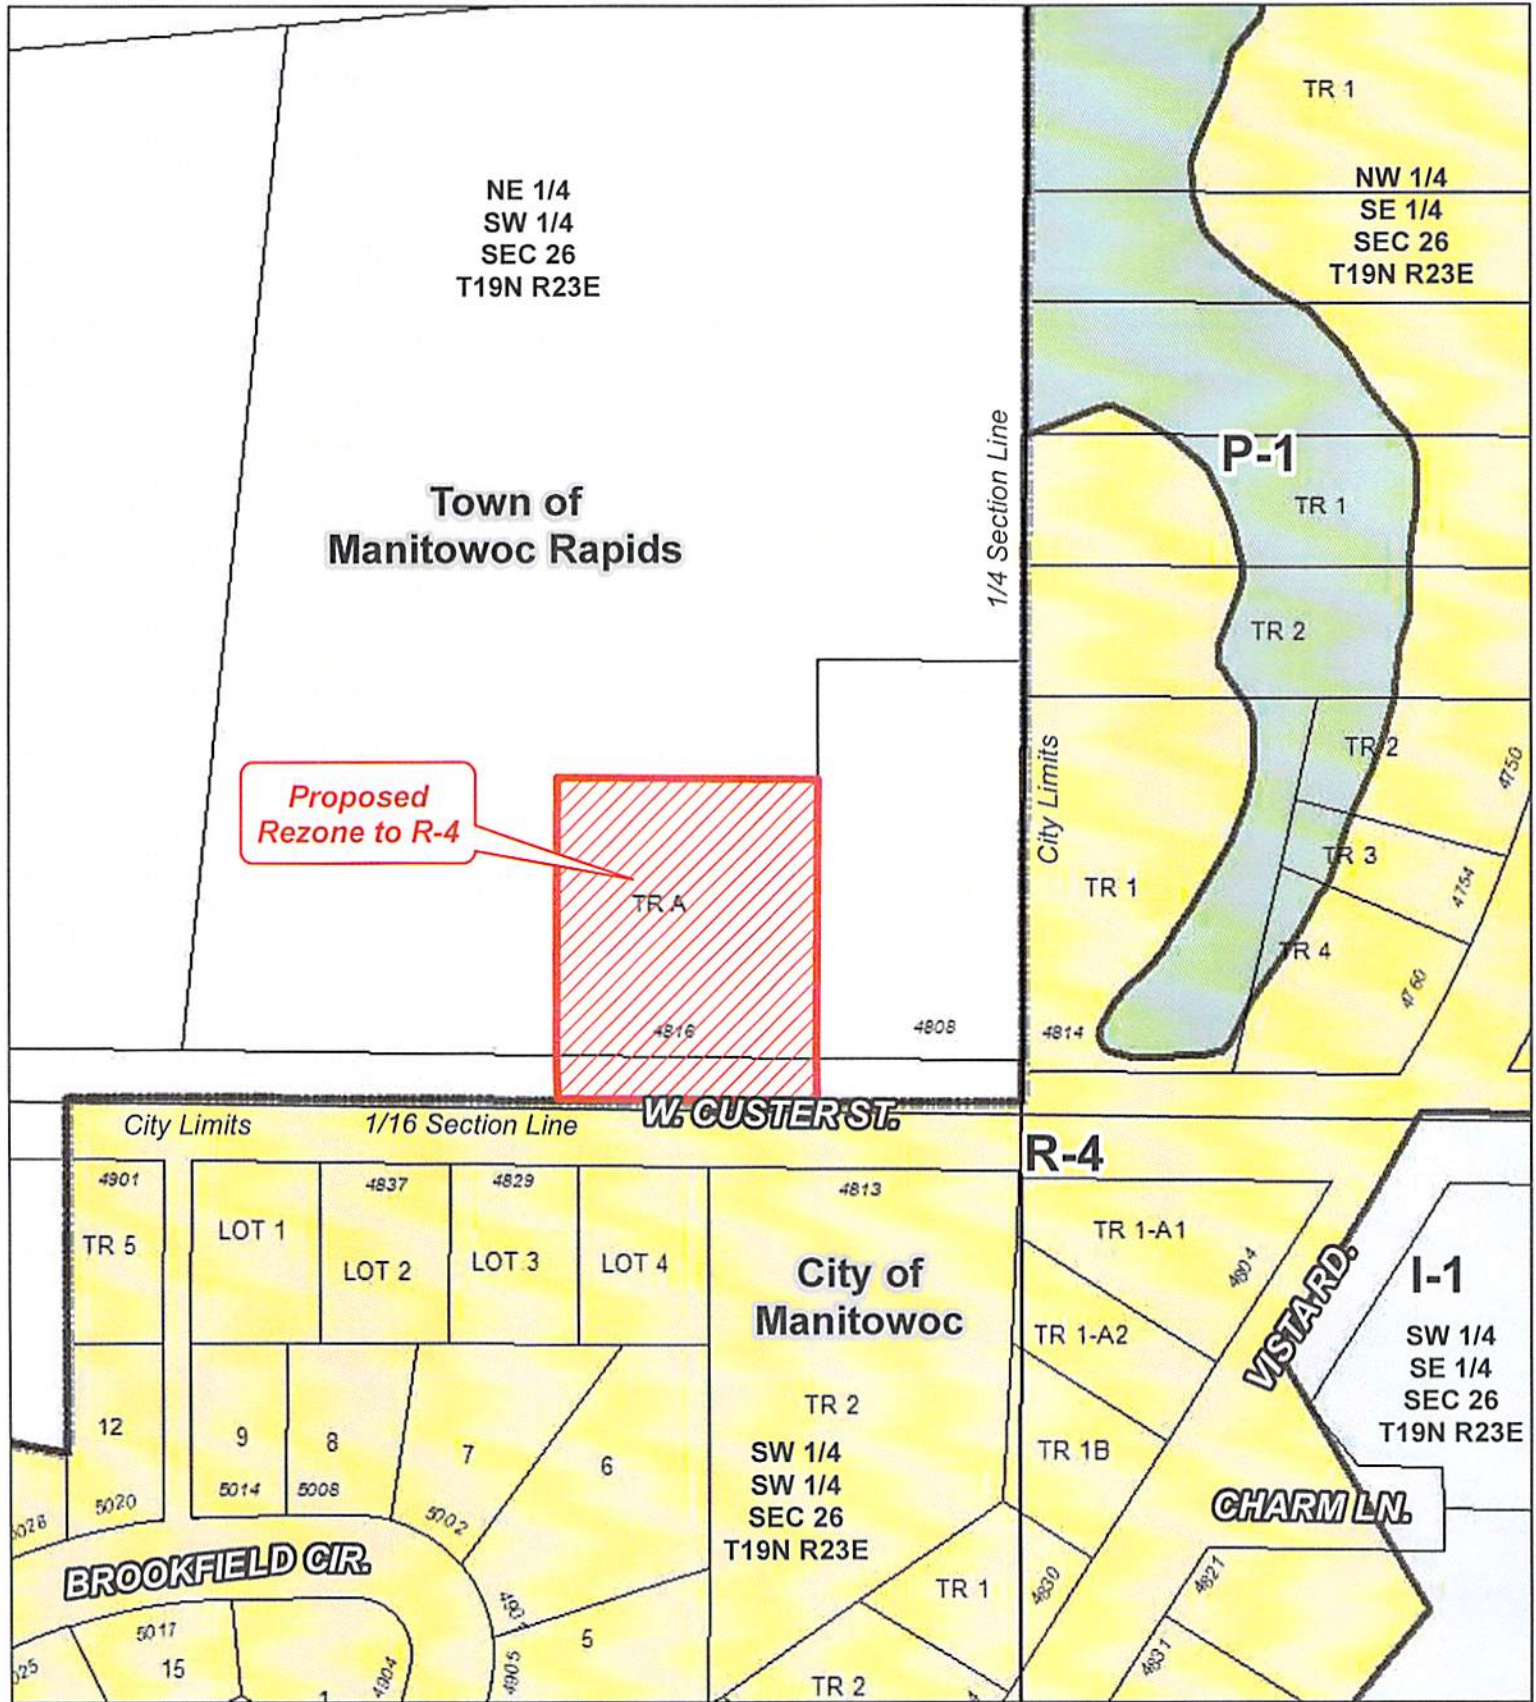 TR 1
NE 1/4
SW 1/4
SEC 26
T19N R23E
NW 1/4
SE 1/4
SEC 26
T19N R23E
1/4 Section Line
P-1
TR 1
Town of
Manitowoc Rapids
TR 2
TR 2
4750
City Limits
Proposed
Rezone to R-4
TR 3
4754
TR A
TR 1
TR 4
4760
4816
4808
4814
City Limits
1/16 Section Line
W. CUSTER ST.
R-4
4901
4837
4829
4813
TR 5
LOT 1
LOT 2
LOT 3
LOT 4
TR 1-A1
4804
City of
Manitowoc
VISTA RD.
I-1
TR 1-A2
SW 1/4
SE 1/4
SEC 26
T19N R23E
TR 2
12
9
8
7
6
SW 1/4
SW 1/4
SEC 26
T19N R23E
TR 1B
5020
5014
5008
5002
CHARM LN.
BROOKFIELD CIR.
TR 1
4830
4821
5017
15
5
4905
4904
4831
TR 2